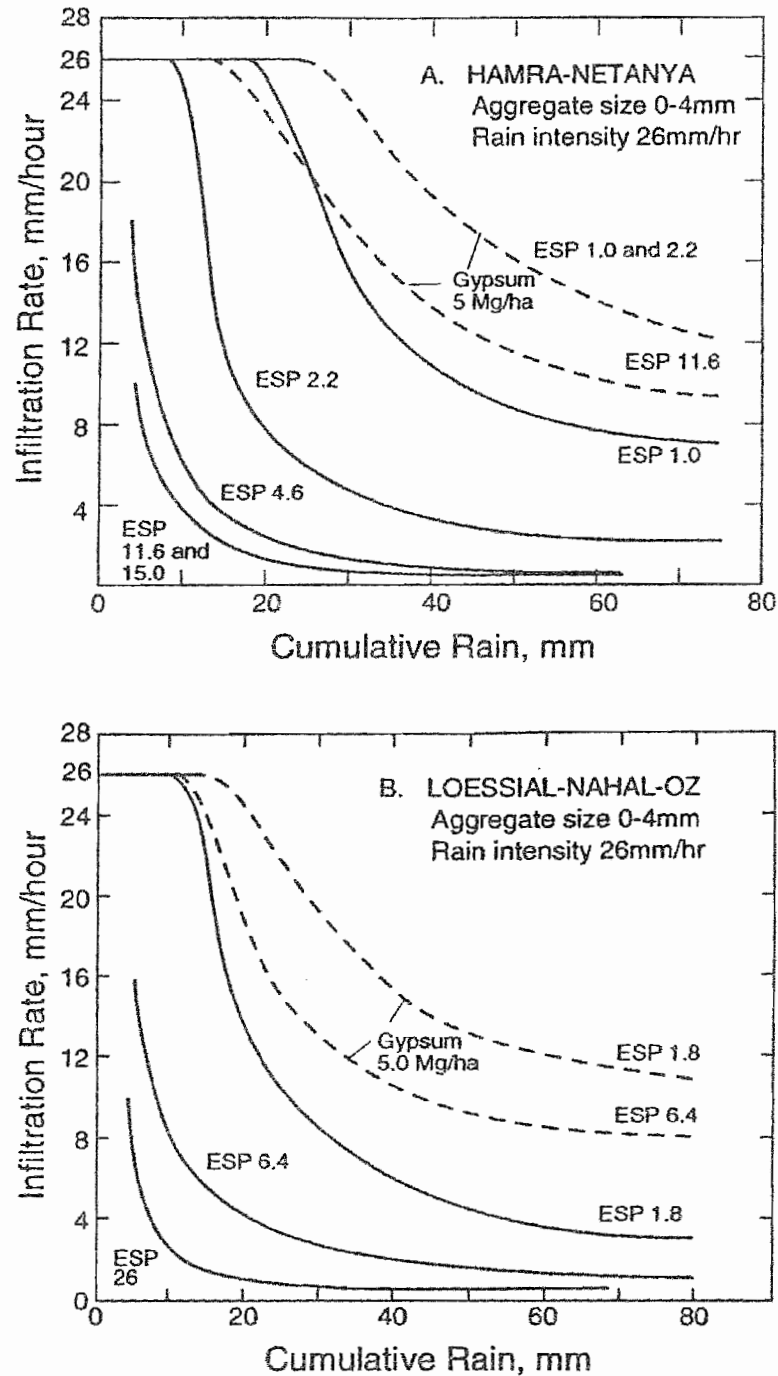 28
26
24
20
16
12
8
4
0
20
40
60
80
Infiltration Rate, mm/hour
Cumulative Rain, mm
A. HAMRA-NETANYA
Aggregate size 0-4mm
Rain intensity 26mm/hr
ESP 1.0 and 2.2
Gypsum
5 Mg/ha
ESP 11.6
ESP 2.2
ESP 1.0
ESP 4.6
ESP
11.6 and
15.0
28
26
24
20
16
12
8
4
0
0
20
40
60
80
Infiltration Rate, mm/hour
Cumulative Rain, mm
B. LOESSIAL-NAHAL-OZ
Aggregate size 0-4mm
Rain intensity 26mm/hr
Gypsum
5.0 Mg/ha
ESP 1.8
ESP 6.4
ESP 6.4
ESP 1.8
ESP
26